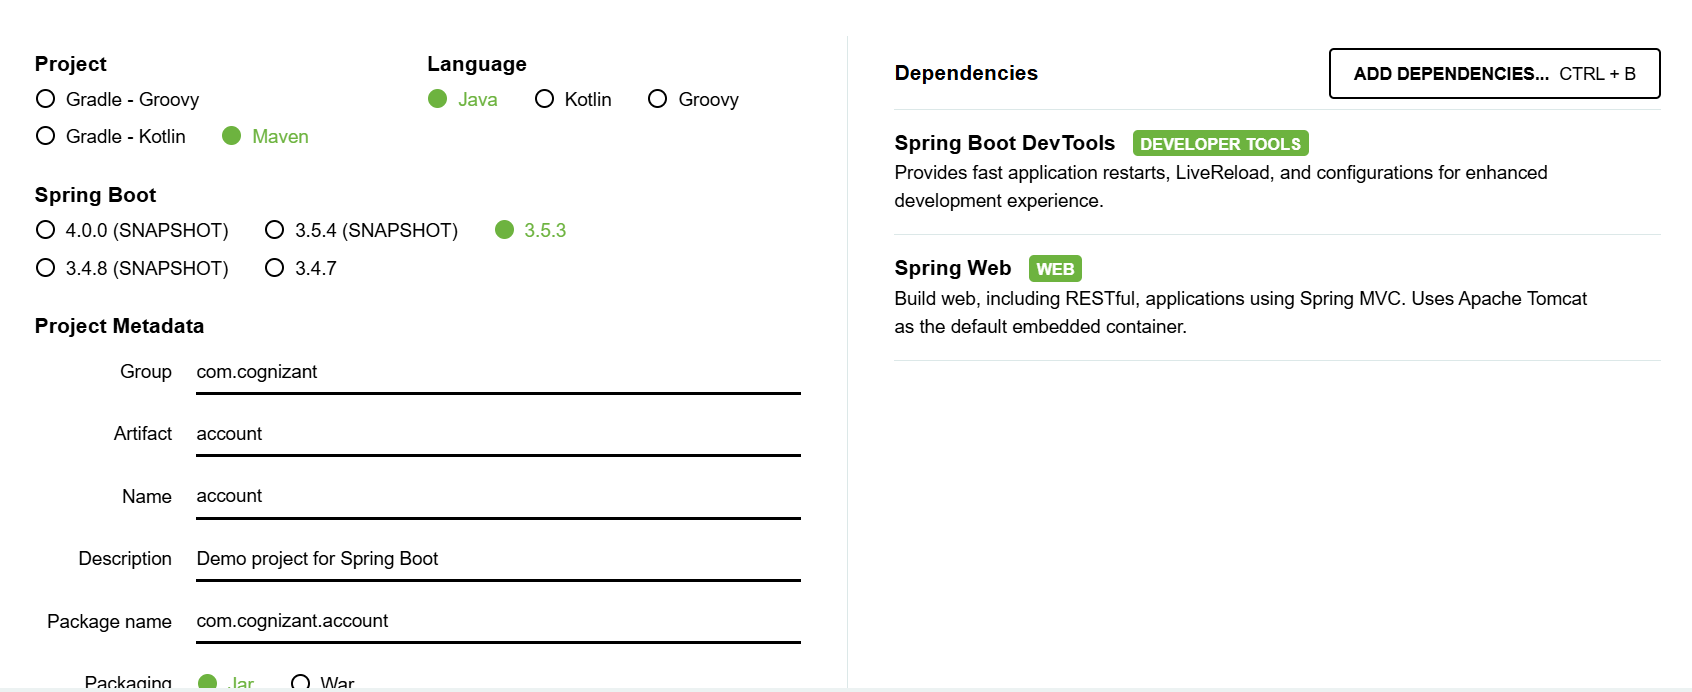 Project
Gradle - Groovy
Gradle - Kotlin Maven
Language
Java Kotlin Groovy
Spring Boot
4.0.0 (SNAPSHOT) 3.5.4 (SNAPSHOT) 3.5.3
3.4.8 (SNAPSHOT) 3.4.7
Project Metadata
Group com.cognizant
Artifact account
Name account
Description Demo project for Spring Boot
Package name com.cognizant.account
Packaging Jar War
Dependencies
ADD DEPENDENCIES... CTRL + B
Spring Boot DevTools DEVELOPER TOOLS
Provides fast application restarts, LiveReload, and configurations for enhanced
development experience.
Spring Web WEB
Build web, including RESTful, applications using Spring MVC. Uses Apache Tomcat
as the default embedded container.